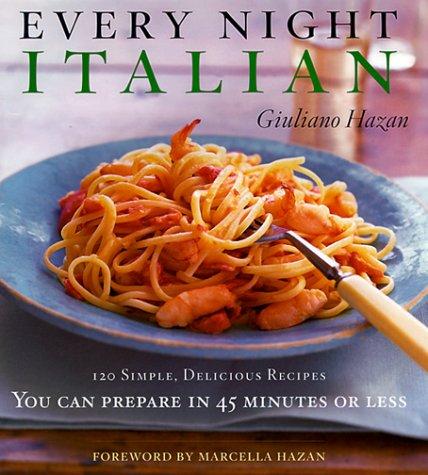 EVERY NIGHT
ITALIAN
Giuliano Hazan
120 SIMPLE, DELICIOUS RECIPES
YOU CAN PREPARE IN 45 MINUTES OR LESS
FOREWORD BY MARCELLA HAZAN